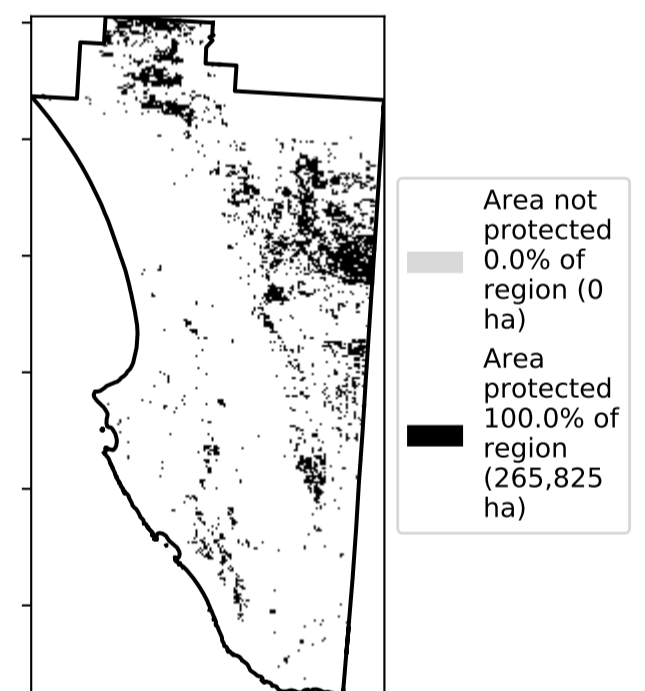 Area not
protected
0.0% of
region (0
ha)
Area
protected
100.0% of
region
(265,825
ha)